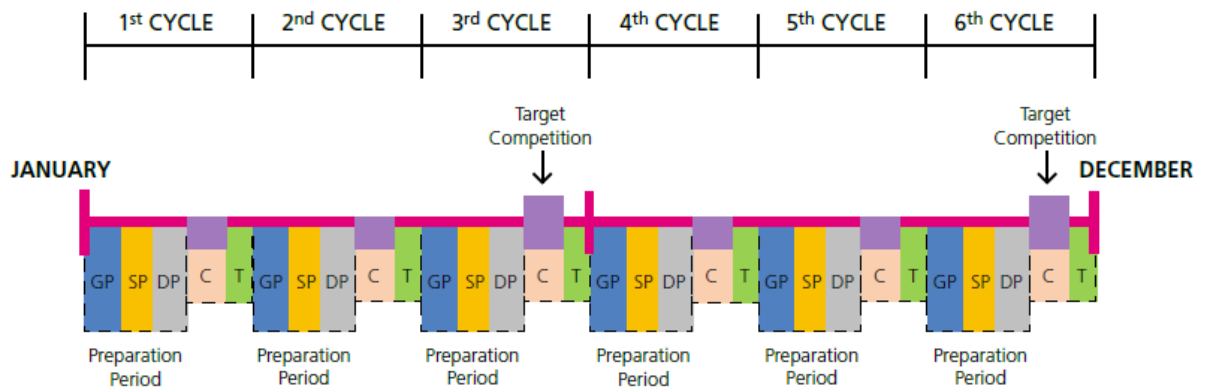 1st CYCLE 2nd CYCLE 3rd CYCLE 4th CYCLE 5th CYCLE 6th CYCLE
Target Competition
Target Competition
JANUARY
DECEMBER
GP SP DP C T GP SP DP C T GP SP DP C T GP SP DP C T GP SP DP C T GP SP DP C T
Preparation Period
Preparation Period
Preparation Period
Preparation Period
Preparation Period
Preparation Period